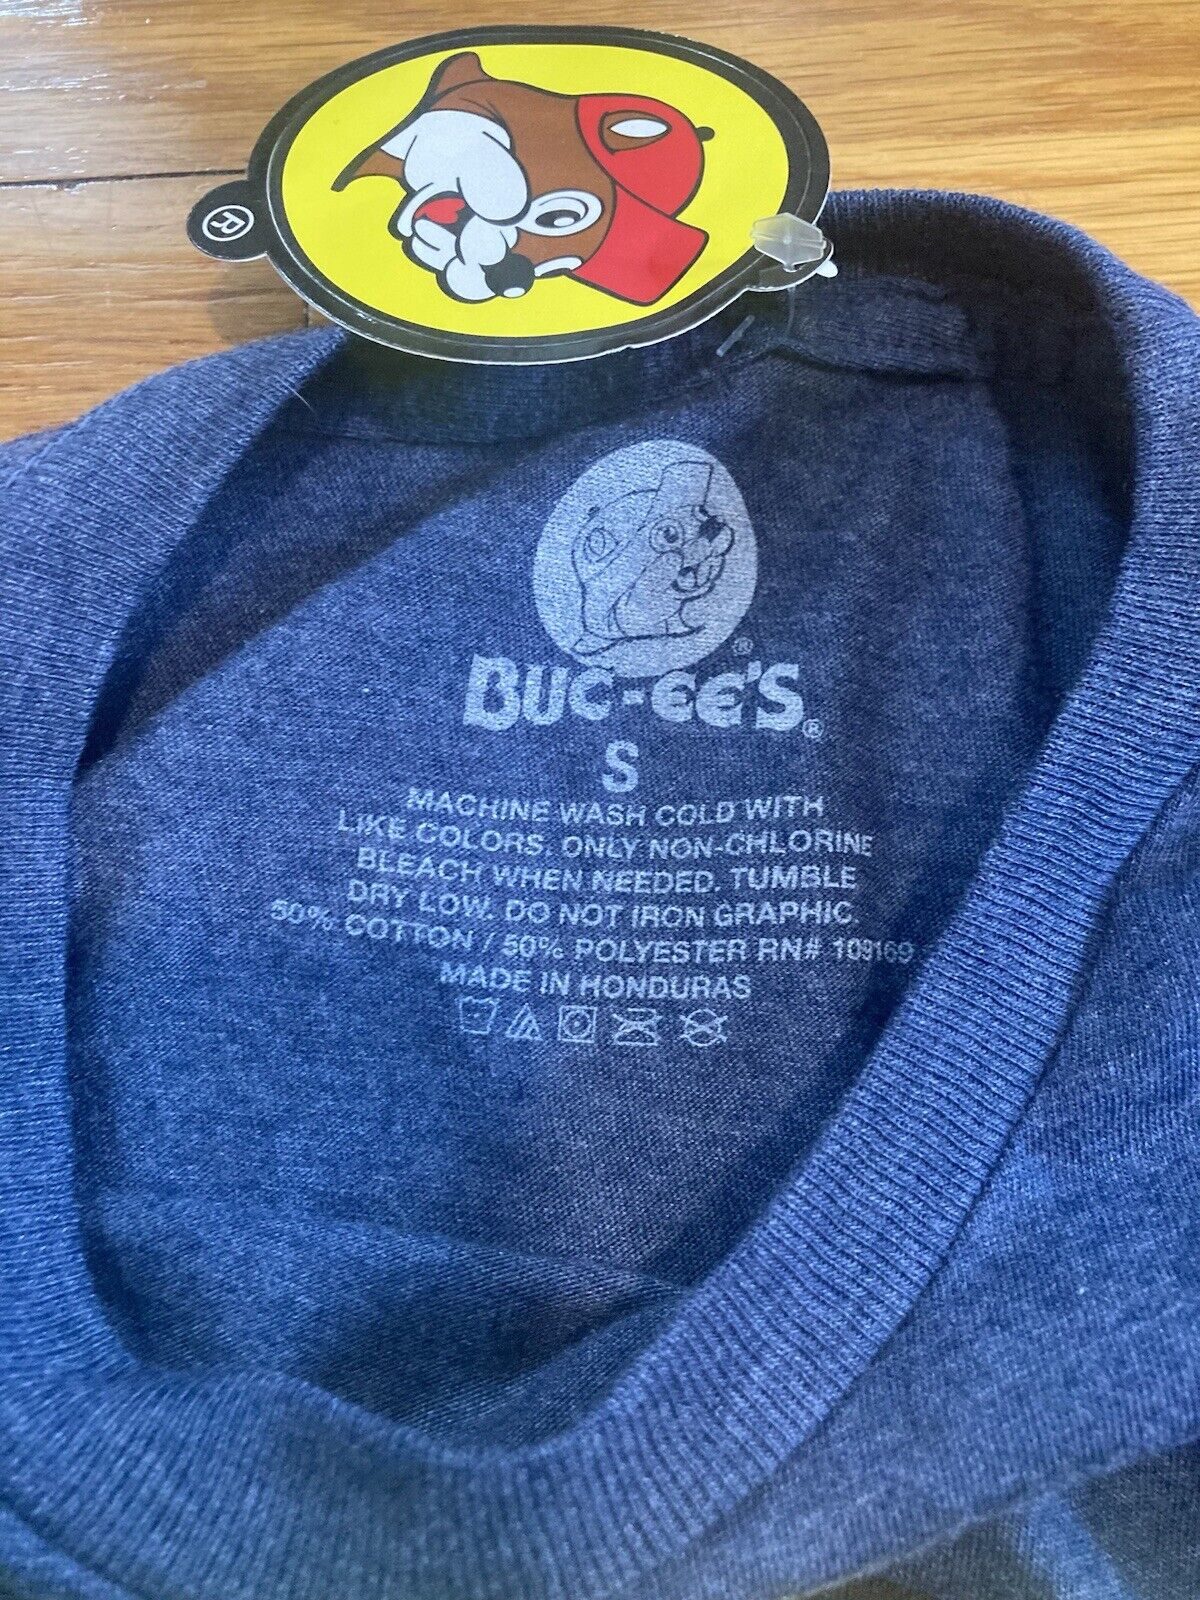 ®
®
BUC-EE'S®
S
MACHINE WASH COLD WITH
LIKE COLORS. ONLY NON-CHLORINE
BLEACH WHEN NEEDED. TUMBLE
DRY LOW. DO NOT IRON GRAPHIC.
50% COTTON / 50% POLYESTER RN# 109169
MADE IN HONDURAS